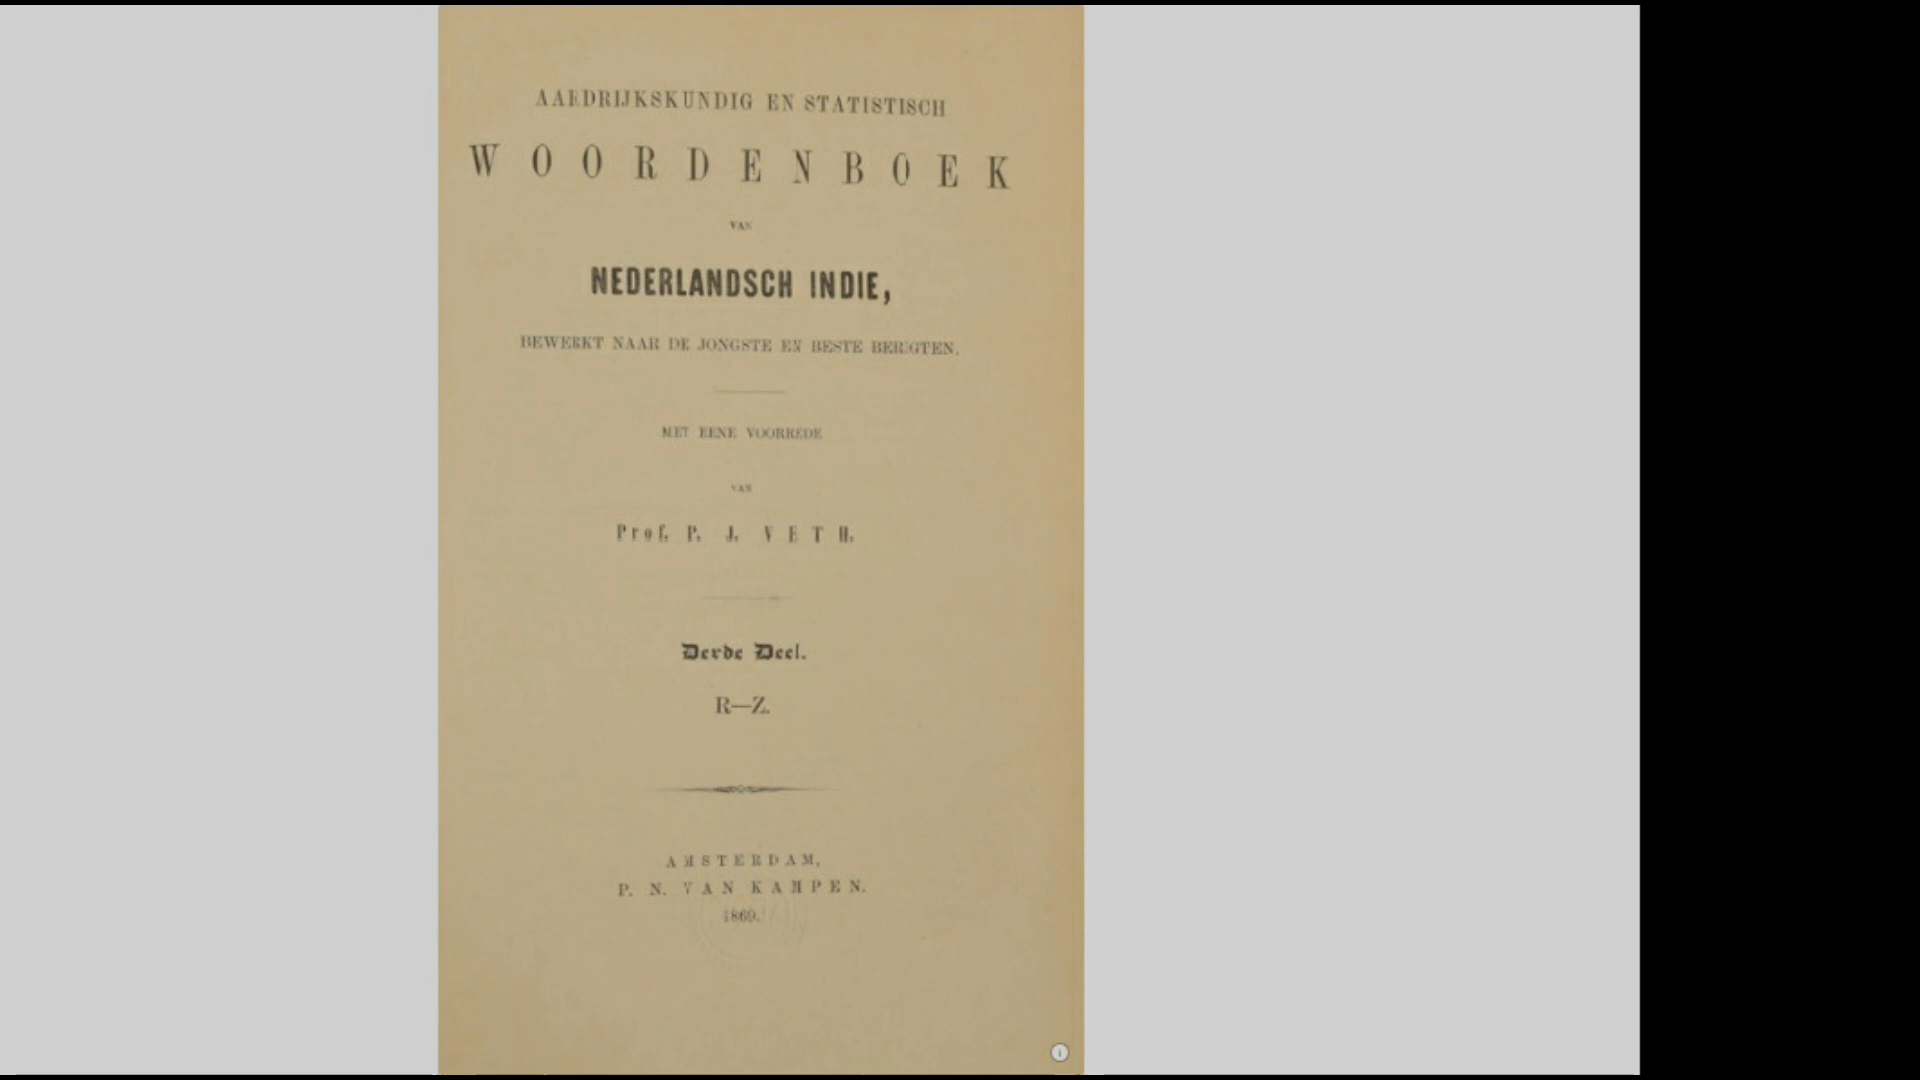 AARDRIJKSKUNDIG EN STATISTISCH
WOORDENBOEK
VAN
NEDERLANDSCH INDIE,
BEWERKT NAAR DE JONGSTE EN BESTE BERIGTEN.
MET EENE VOORREDE
VAN
Prof. P. J. VETH.
Derde Deel.
R—Z.
AMSTERDAM,
P. N. VAN KAMPEN.
1869.